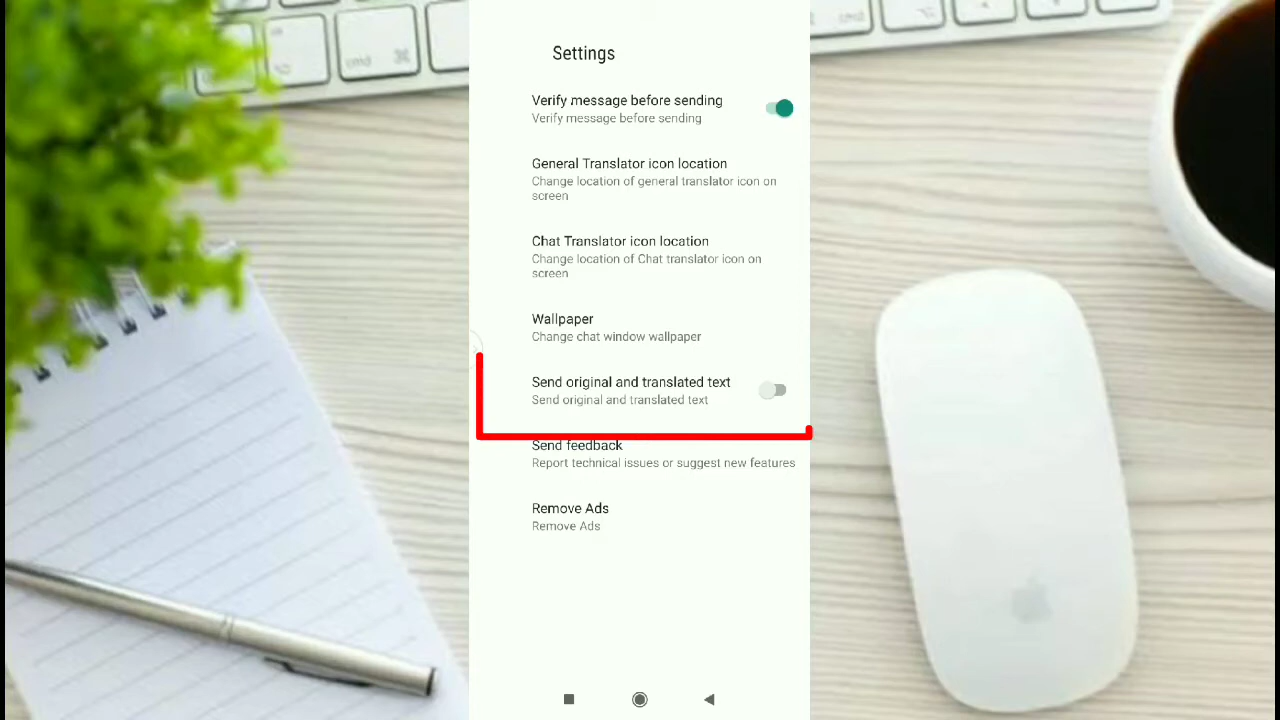 cmd
cmd
Settings
Verify message before sending
Verify message before sending
General Translator icon location
Change location of general translator icon on
screen
Chat Translator icon location
Change location of Chat translator icon on
screen
Wallpaper
Change chat window wallpaper
Send original and translated text
Send original and translated text
Send feedback
Report technical issues or suggest new features
Remove Ads
Remove Ads